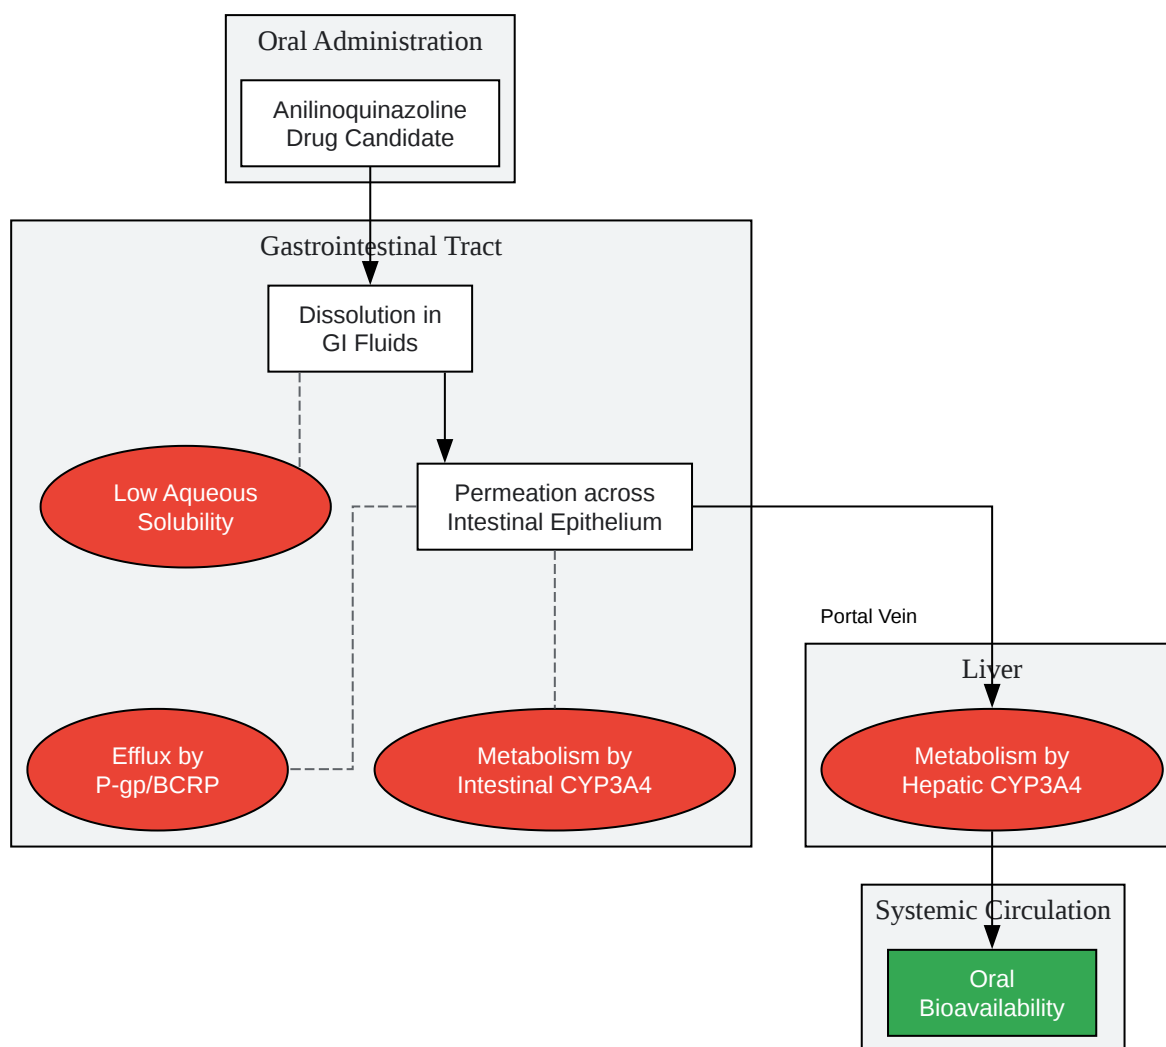 Oral Administration
Anilinoquinazoline
Drug Candidate
Gastrointestinal Tract
Dissolution in
GI Fluids
Low Aqueous
Solubility
Permeation across
Intestinal Epithelium
Portal Vein
Liver
Efflux by
P-gp/BCRP
Metabolism by
Intestinal CYP3A4
Metabolism by
Hepatic CYP3A4
Systemic Circulation
Oral
Bioavailability